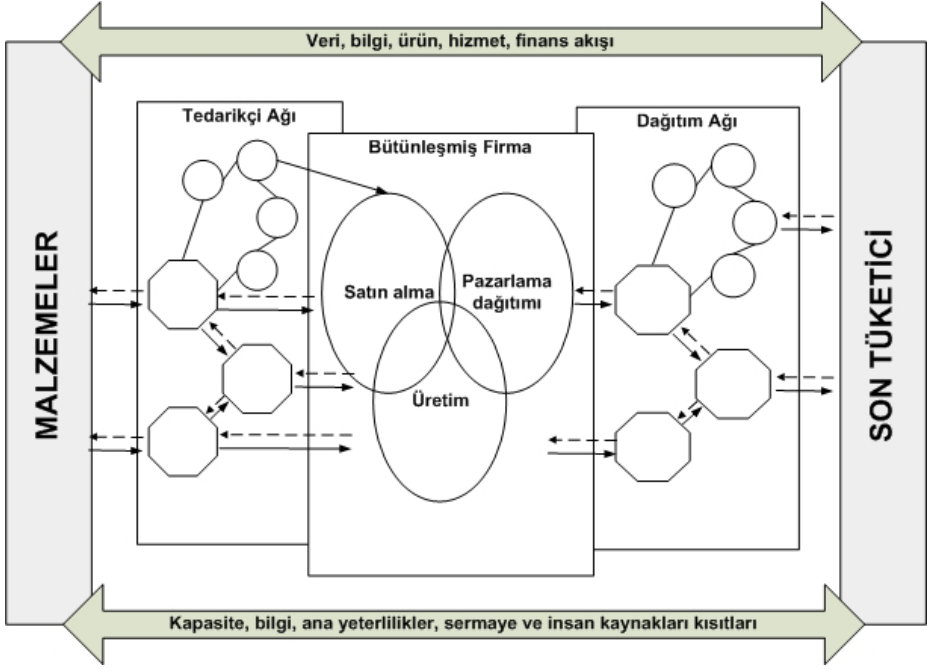 Veri, bilgi, ürün, hizmet, finans akışı
MALZEMELER
Tedarikçi Ağı
Bütünleşmiş Firma
Dağıtım Ağı
Satın alma
Pazarlama
dağıtımı
Üretim
SON TÜKETİCİ
Kapasite, bilgi, ana yeterlilikler, sermaye ve insan kaynakları kısıtları